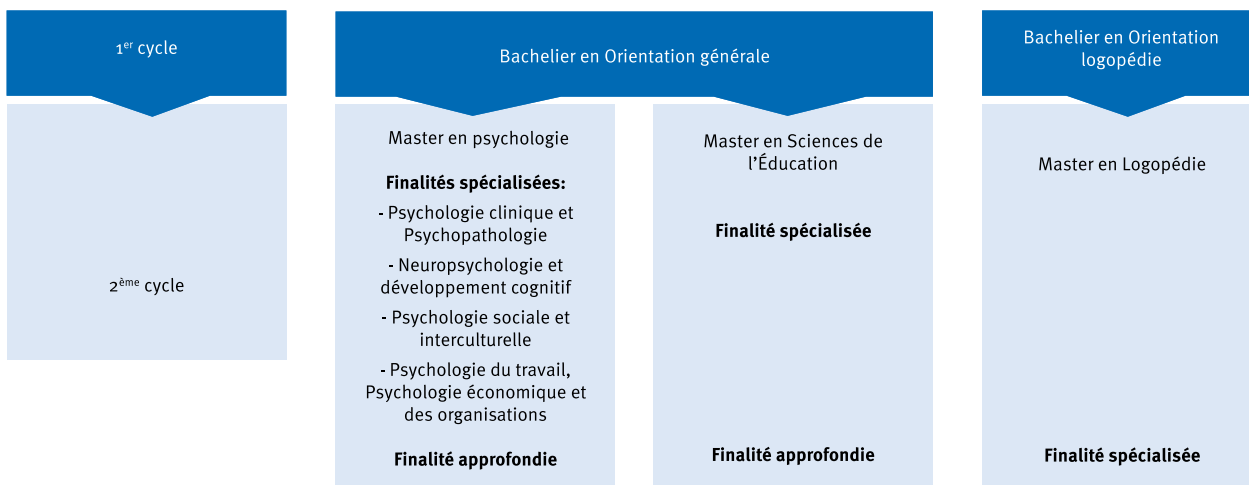 1er cycle
Bachelier en Orientation générale
Bachelier en Orientation
logopédie
2ème cycle
Master en psychologie
Finalités spécialisées:
- Psychologie clinique et
Psychopathologie
- Neuropsychologie et
développement cognitif
- Psychologie sociale et
interculturelle
- Psychologie du travail,
Psychologie économique et
des organisations
Finalité approfondie
Master en Sciences de
l'Éducation
Finalité spécialisée
Finalité approfondie
Master en Logopédie
Finalité spécialisée